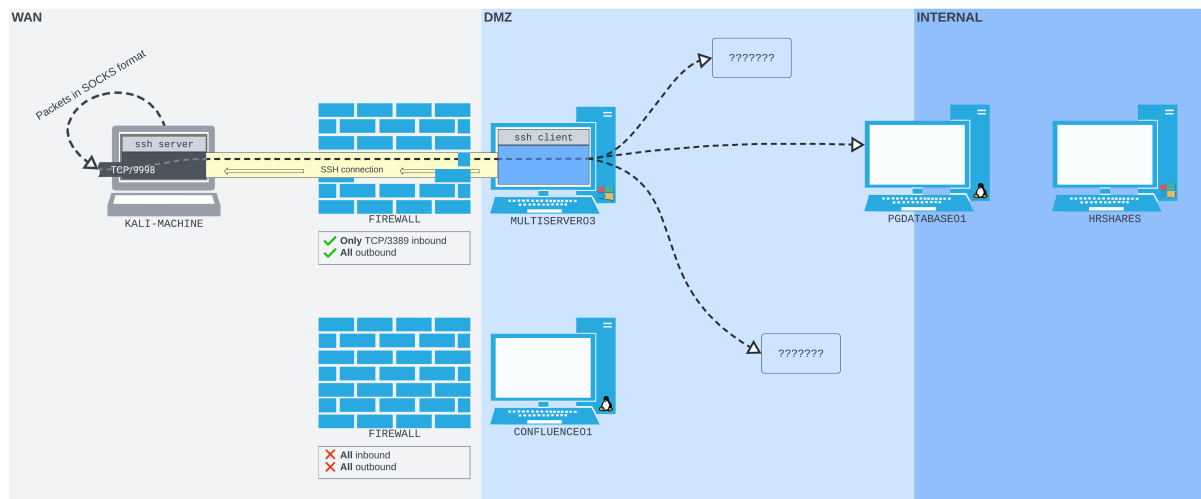 WAN
DMZ
INTERNAL
Packets in SOCKS format
???????
ssh server
ssh client
TCP/9998
SSH connection
KALI-MACHINE
FIREWALL
MULTISERVER03
PGDATABASE01
HRSHARES
Only TCP/3389 inbound
All outbound
???????
FIREWALL
CONFLUENCE01
All inbound
All outbound